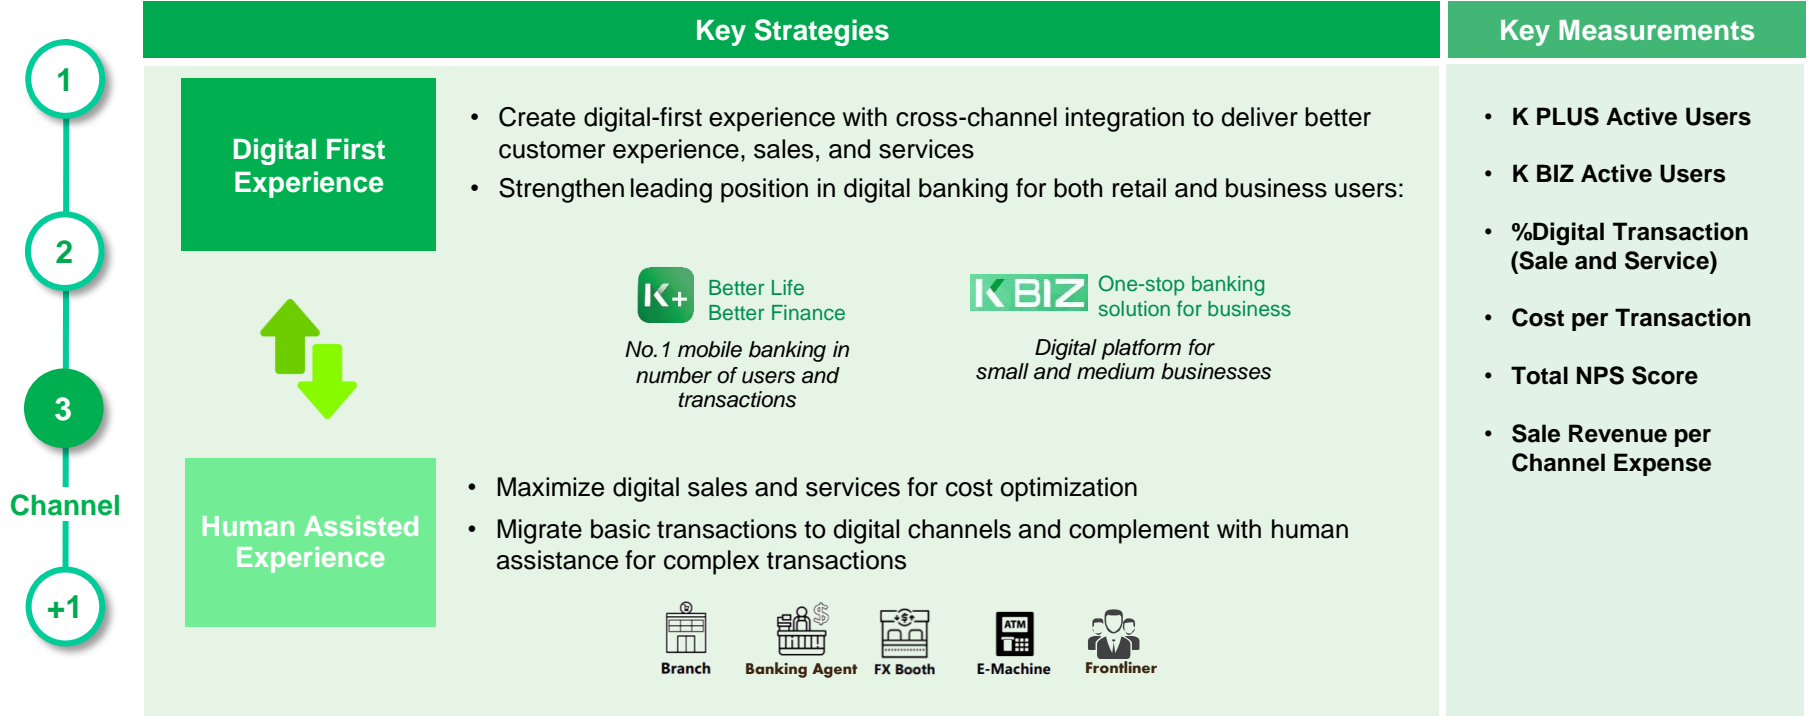 Key Strategies
Key Measurements
1
2
3
Channel
+1
Digital First
Experience
• Create digital-first experience with cross-channel integration to deliver better
customer experience, sales, and services
• Strengthen leading position in digital banking for both retail and business users:
K+
Better Life
Better Finance
No.1 mobile banking in
number of users and
transactions
K BIZ
One-stop banking
solution for business
Digital platform for
small and medium businesses
Human Assisted
Experience
• Maximize digital sales and services for cost optimization
• Migrate basic transactions to digital channels and complement with human
assistance for complex transactions
Branch
$
Banking Agent
$
FX Booth
ATM
E-Machine
Frontliner
• K PLUS Active Users
• K BIZ Active Users
• %Digital Transaction
(Sale and Service)
• Cost per Transaction
• Total NPS Score
• Sale Revenue per
Channel Expense